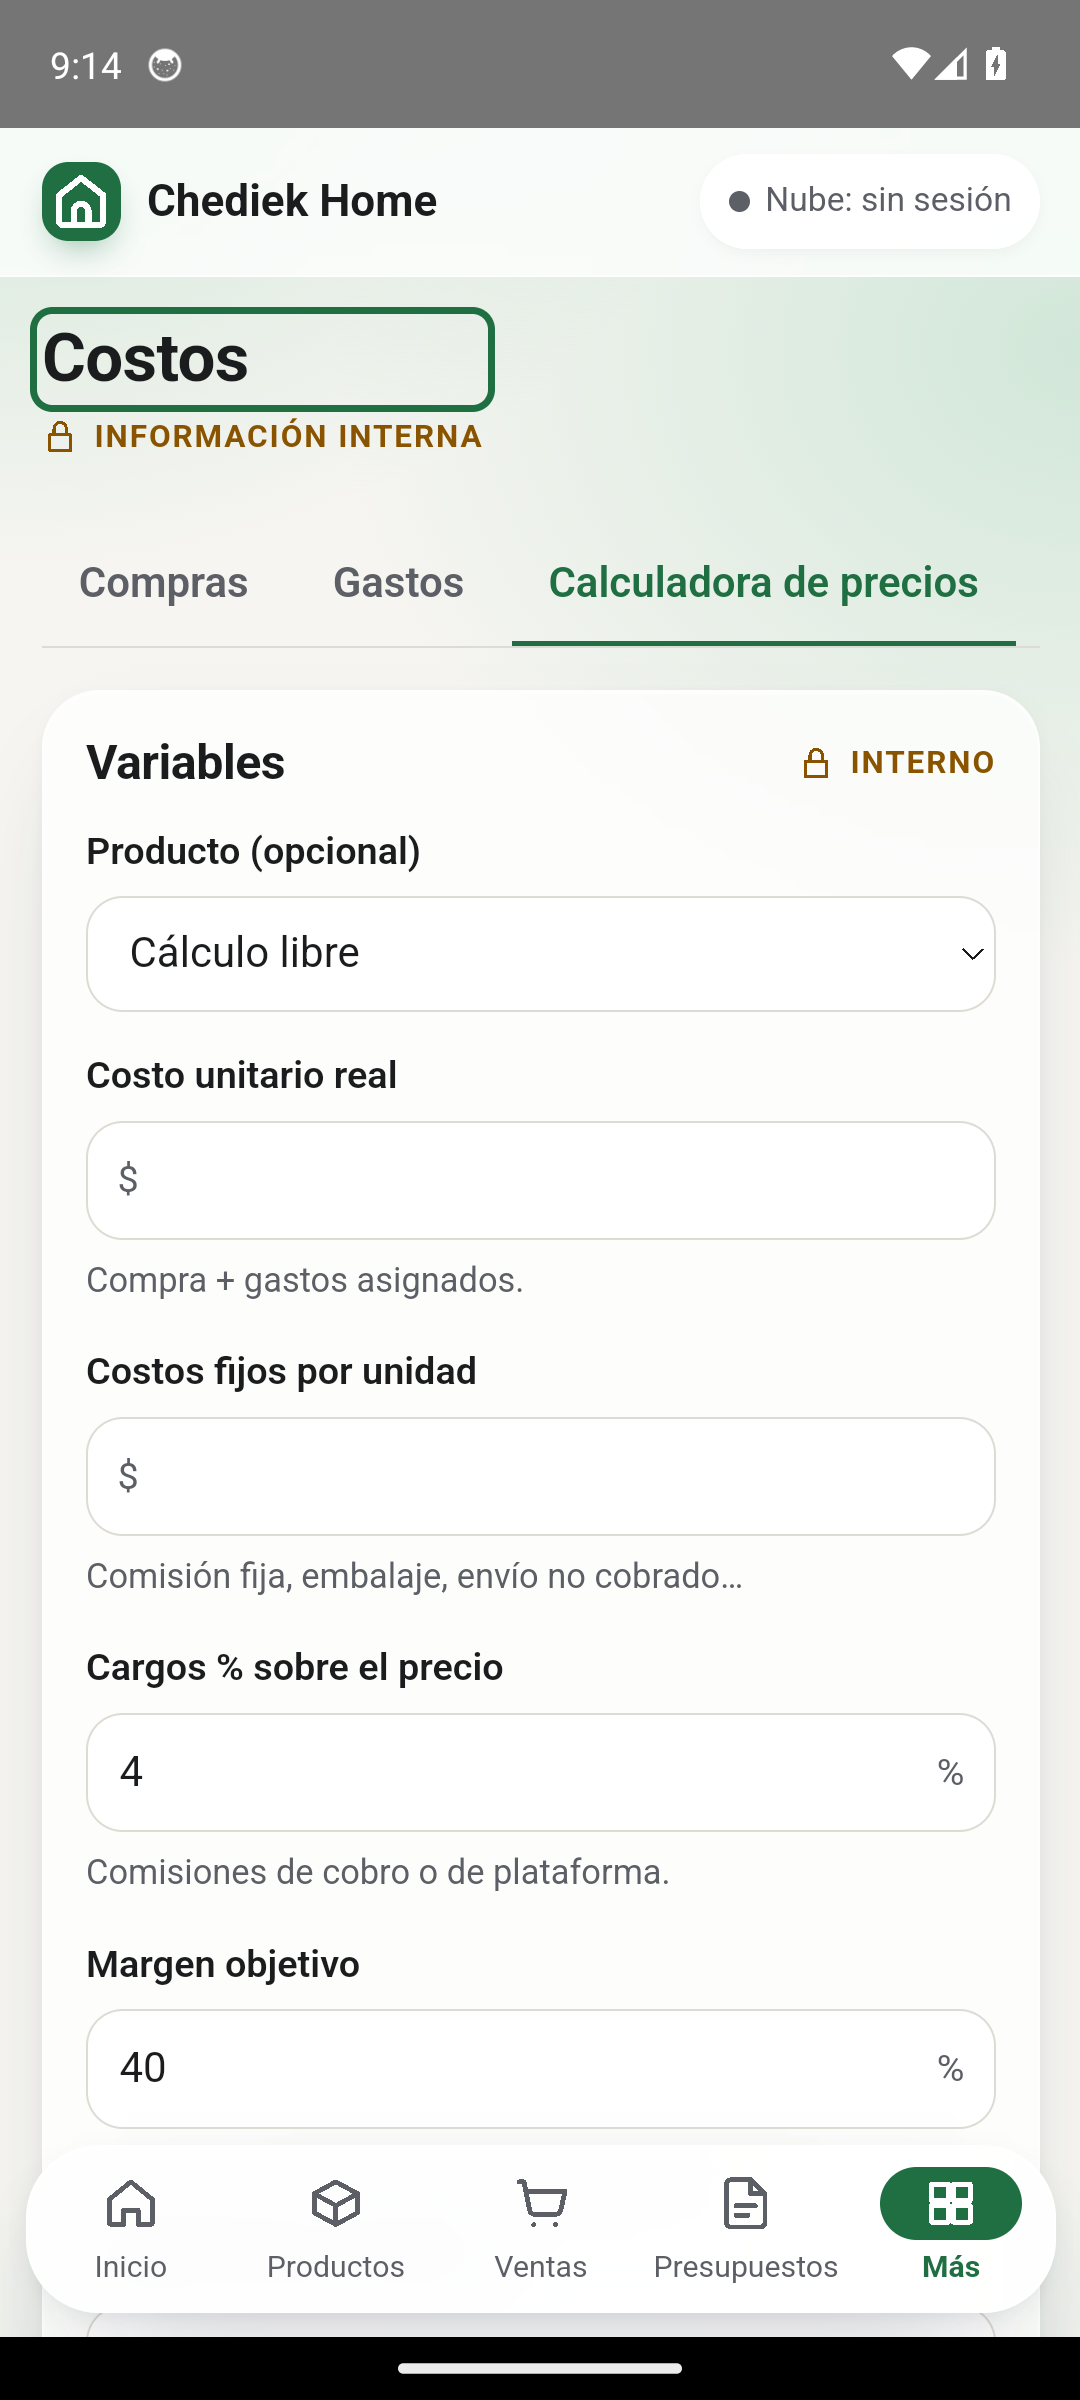 9:14
Chediek Home
Nube: sin sesión
Costos
INFORMACIÓN INTERNA
Compras
Gastos
Calculadora de precios
Variables
INTERNO
Producto (opcional)
Cálculo libre
Costo unitario real
$
Compra + gastos asignados.
Costos fijos por unidad
$
Comisión fija, embalaje, envío no cobrado…
Cargos % sobre el precio
4
%
Comisiones de cobro o de plataforma.
Margen objetivo
40
%
Inicio
Productos
Ventas
Presupuestos
Más